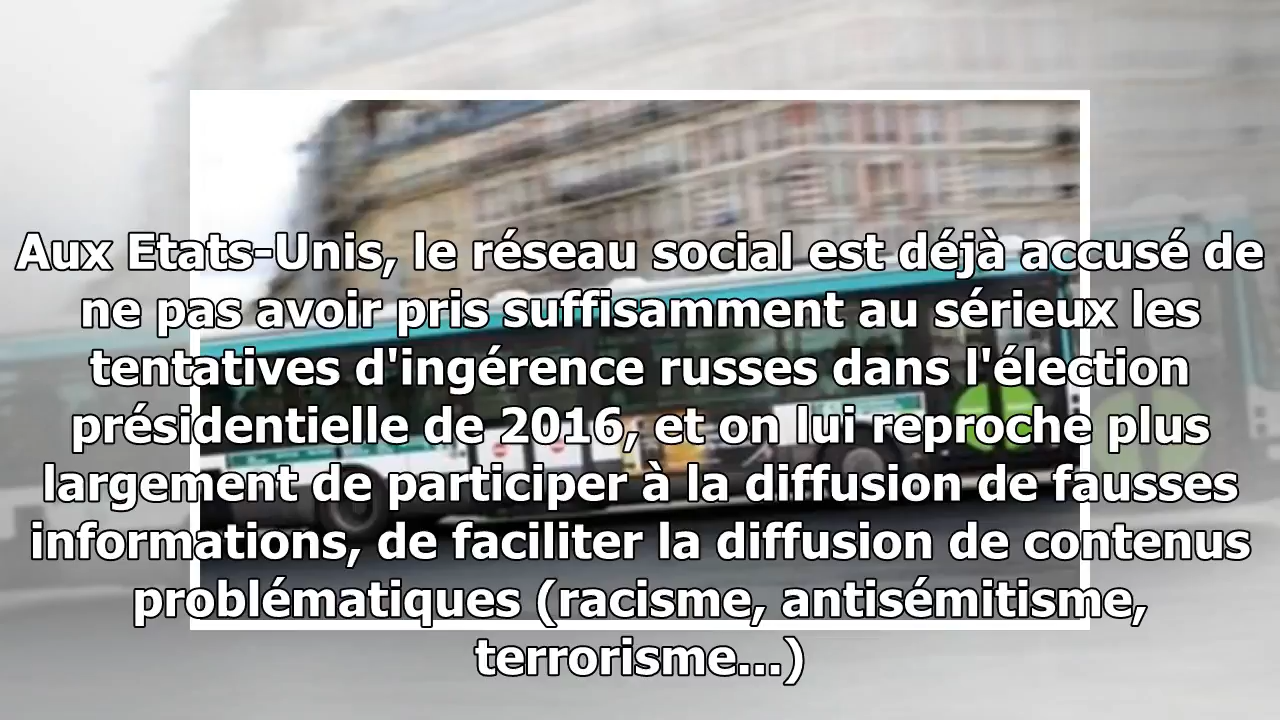 Aux Etats-Unis, le réseau social est déjà accusé de
ne pas avoir pris suffisamment au sérieux les
tentatives d'ingérence russes dans l'élection
présidentielle de 2016, et on lui reproche plus
largement de participer à la diffusion de fausses
informations, de faciliter la diffusion de contenus
problématiques (racisme, antisémitisme,
terrorisme...)